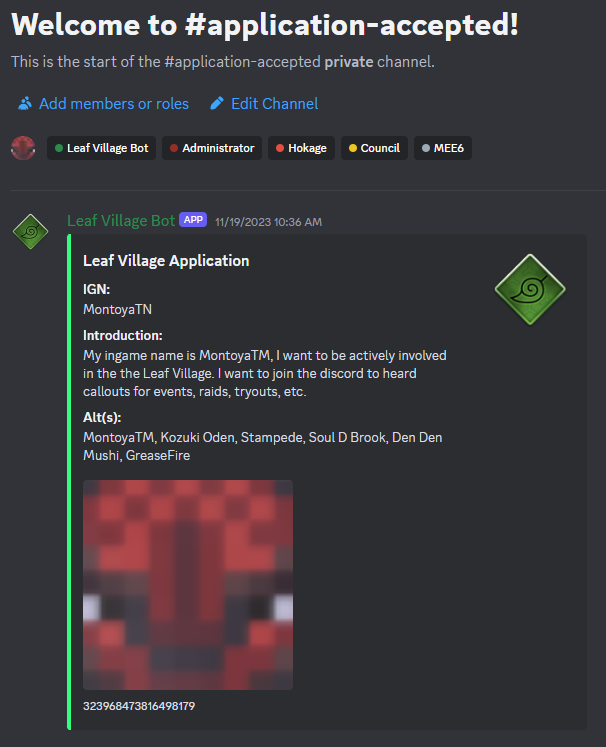 Welcome to #application-accepted!
This is the start of the #application-accepted private channel.
Add members or roles Edit Channel
Leaf Village Bot Administrator Hokage Council MEE6
Leaf Village Bot APP 11/19/2023 10:36 AM
Leaf Village Application
IGN:
MontoyaTN
Introduction:
My ingame name is MontoyaTM, I want to be actively involved
in the the Leaf Village. I want to join the discord to heard
callouts for events, raids, tryouts, etc.
Alt(s):
MontoyaTM, Kozuki Oden, Stampede, Soul D Brook, Den Den
Mushi, GreaseFire
323968473816498179